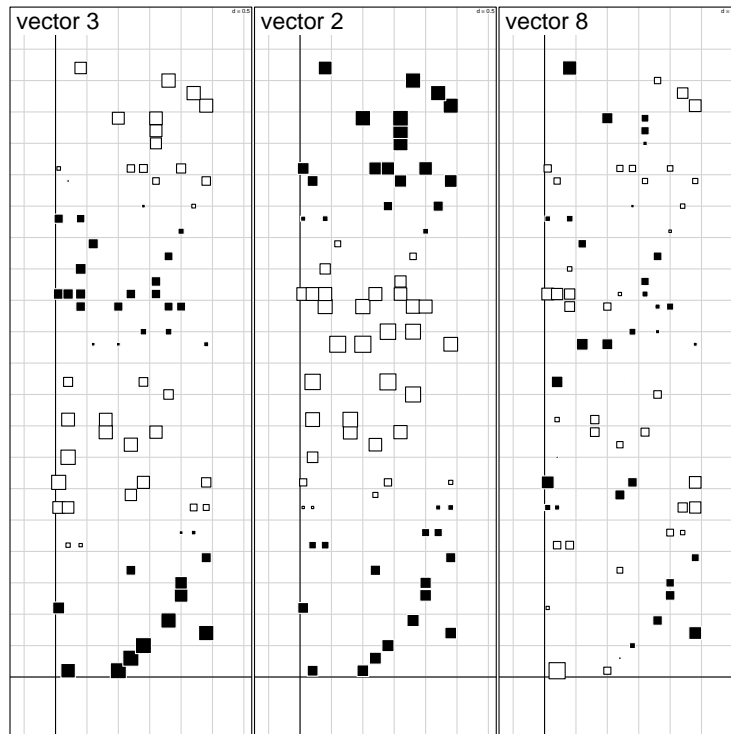 vector 3
d = 0.5
vector 2
d = 0.5
vector 8
d =